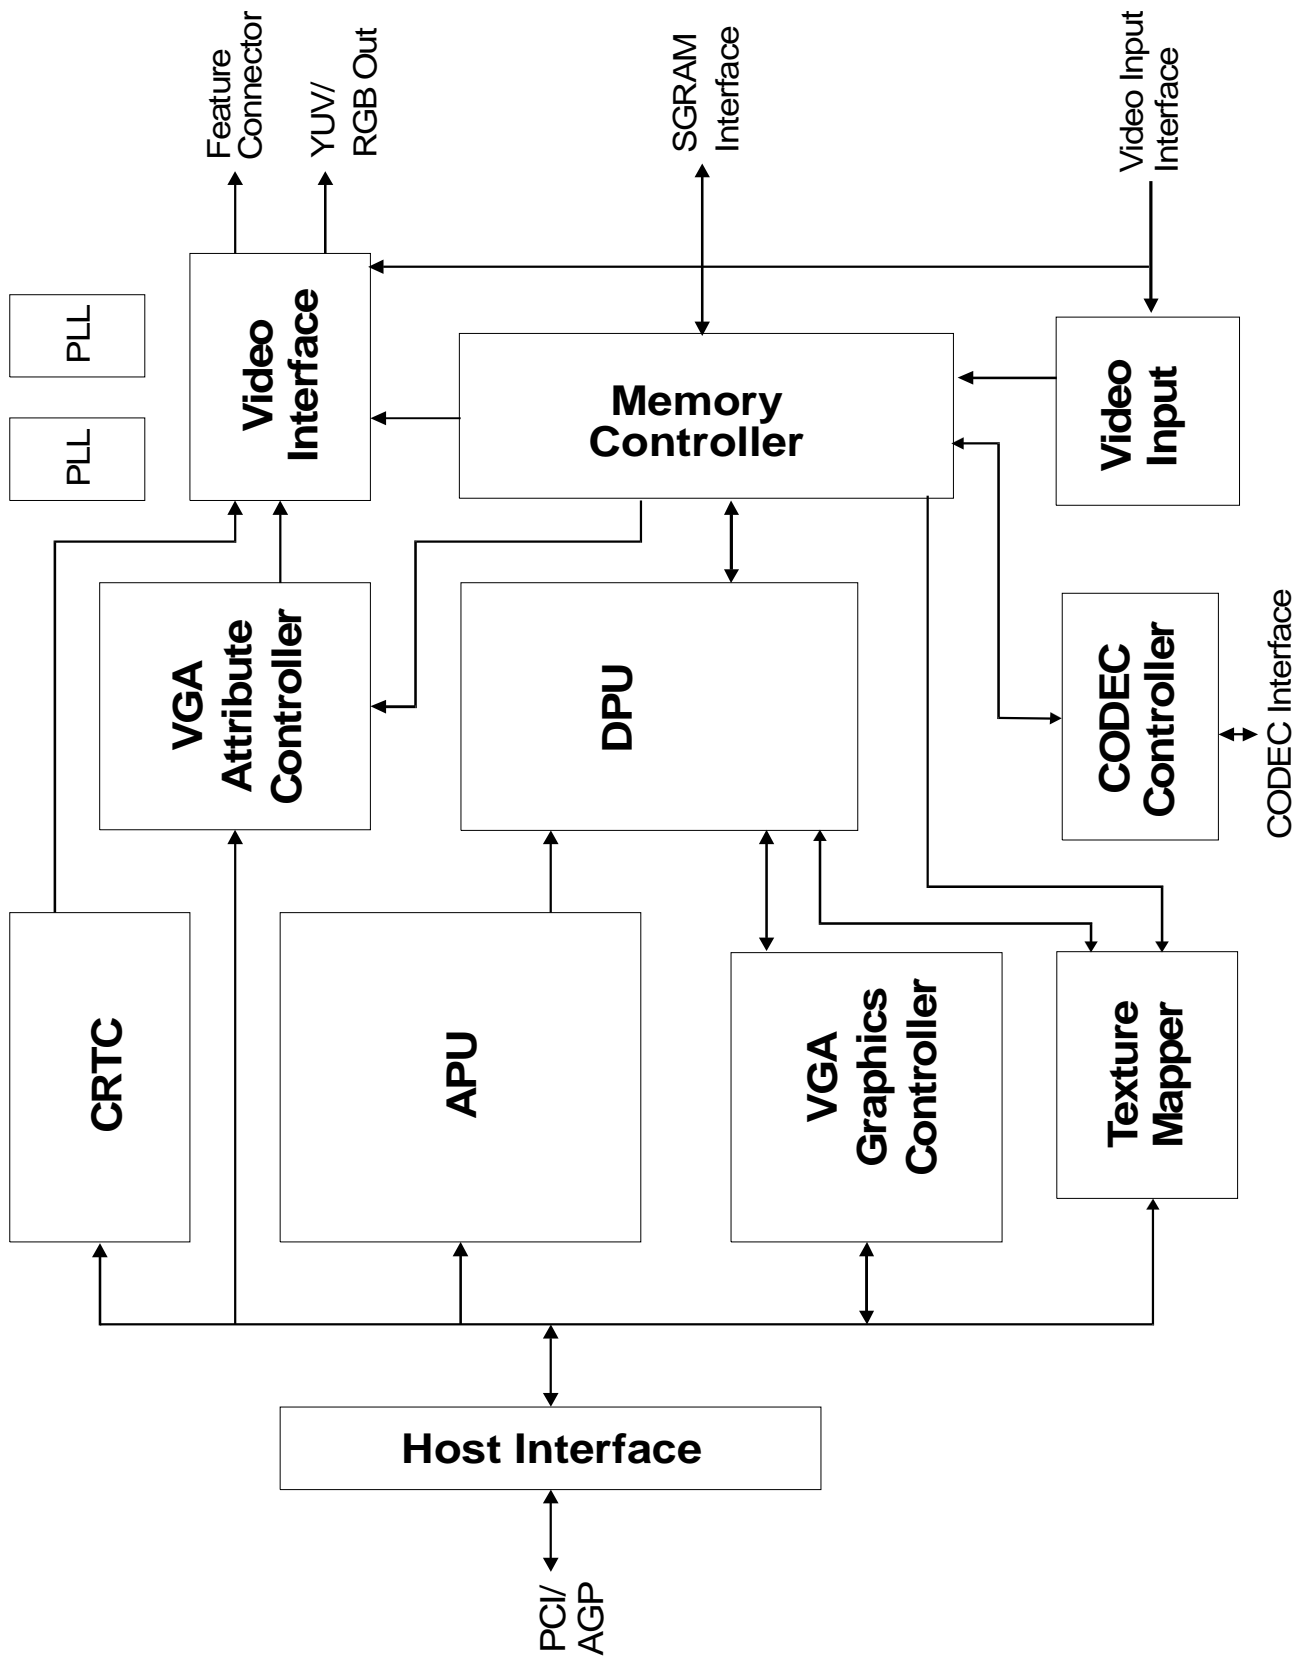 Feature
Connector
YUV/
RGB Out
SGRAM
Interface
Video Input
Interface
PLL
PLL
Video
Interface
Memory
Controller
Video
Input
VGA
Attribute
Controller
DPU
CODEC
Controller
CODEC Interface
CRTC
APU
VGA
Graphics
Controller
Texture
Mapper
Host Interface
PCI/
AGP